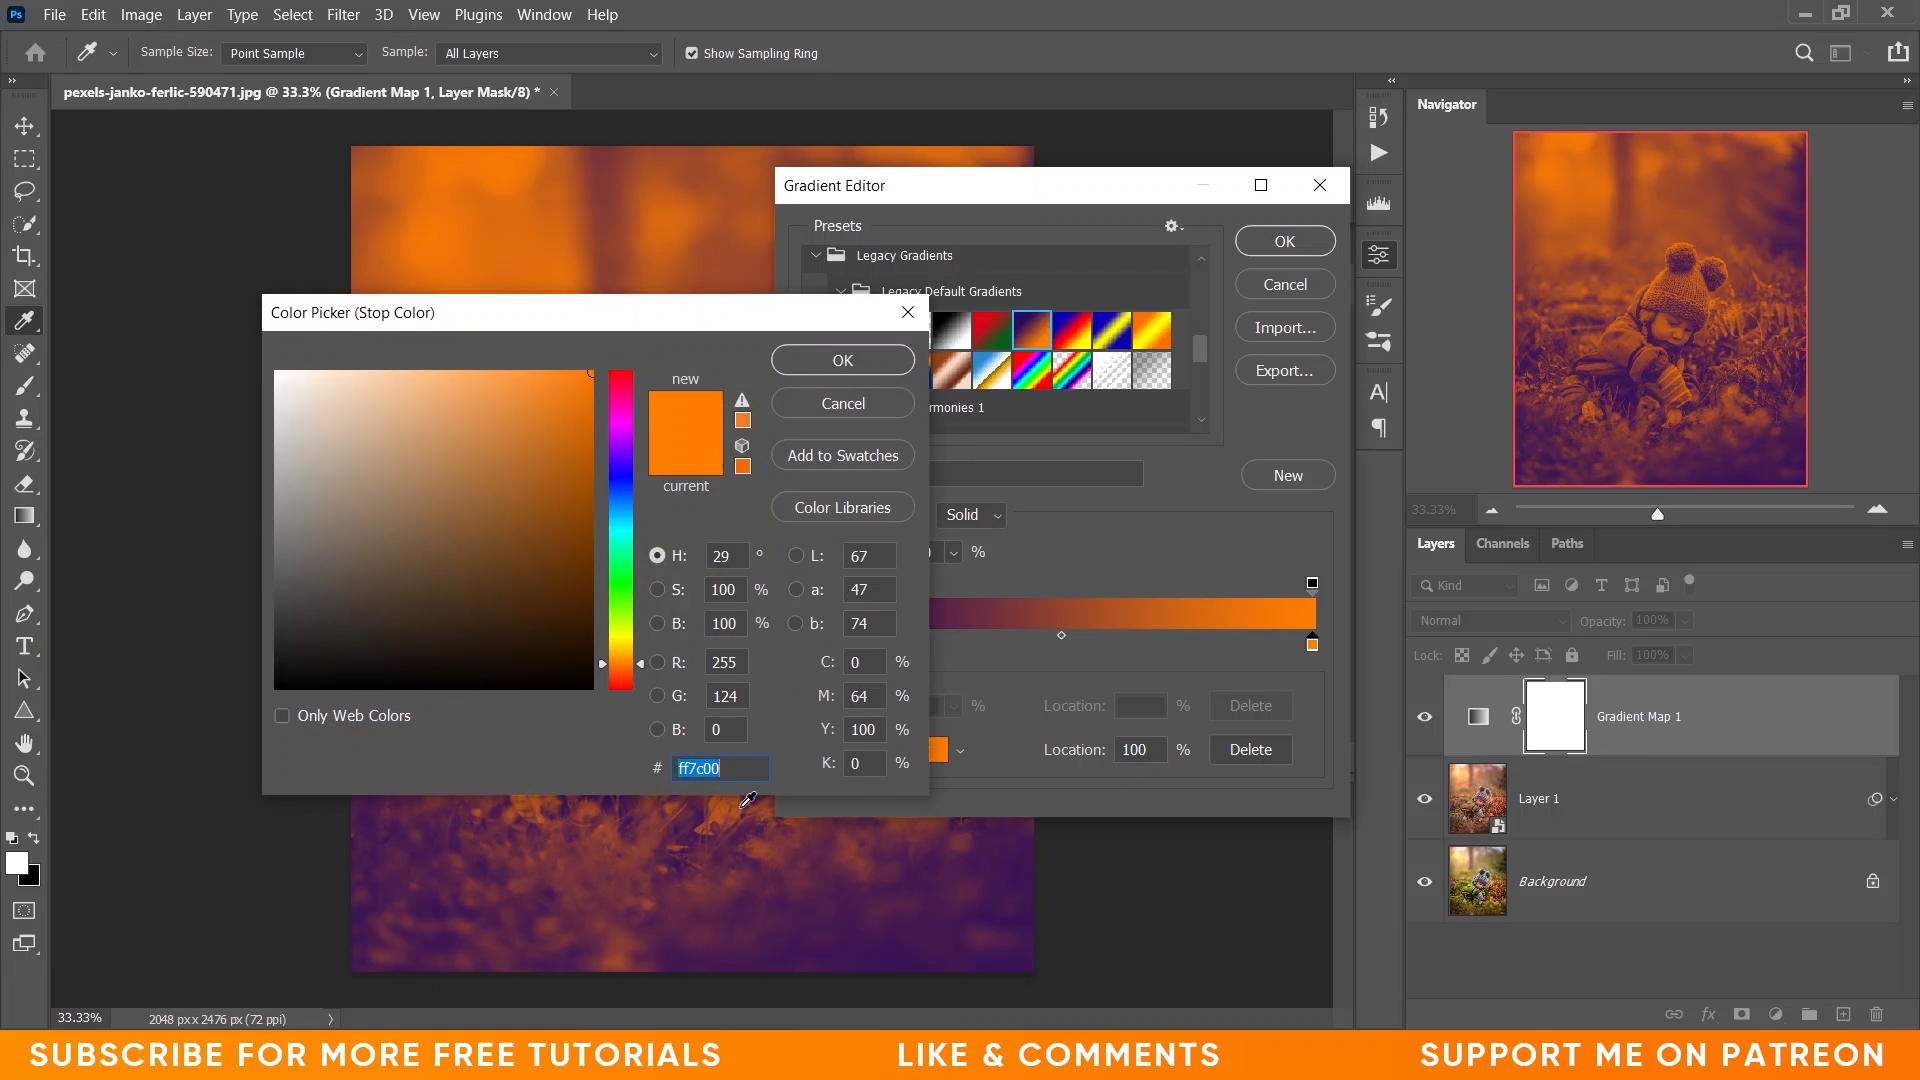 Ps File Edit Image Layer Type Select Filter 3D View Plugins Window Help
Sample Size: Point Sample Sample: All Layers Show Sampling Ring
pexels-janko-ferlic-590471.jpg @ 33.3% (Gradient Map 1, Layer Mask/8) *
Navigator
Gradient Editor
Presets
Legacy Gradients
Legacy Default Gradients
rmonies 1
OK
Cancel
Import...
Export...
New
Solid
%
% Location: % Delete
Location: 100 % Delete
Color Picker (Stop Color)
new
current
OK
Cancel
Add to Swatches
Color Libraries
H: 29 ° L: 67
S: 100 % a: 47
B: 100 % b: 74
R: 255 C: 0 %
G: 124 M: 64 %
B: 0 Y: 100 %
# ff7c00 K: 0 %
Only Web Colors
33.33%
Layers Channels Paths
Kind
Normal Opacity: 100%
Lock: Fill: 100%
Gradient Map 1
Layer 1
Background
fx
33.33% 2048 px x 2476 px (72 ppi)
SUBSCRIBE FOR MORE FREE TUTORIALS LIKE & COMMENTS SUPPORT ME ON PATREON